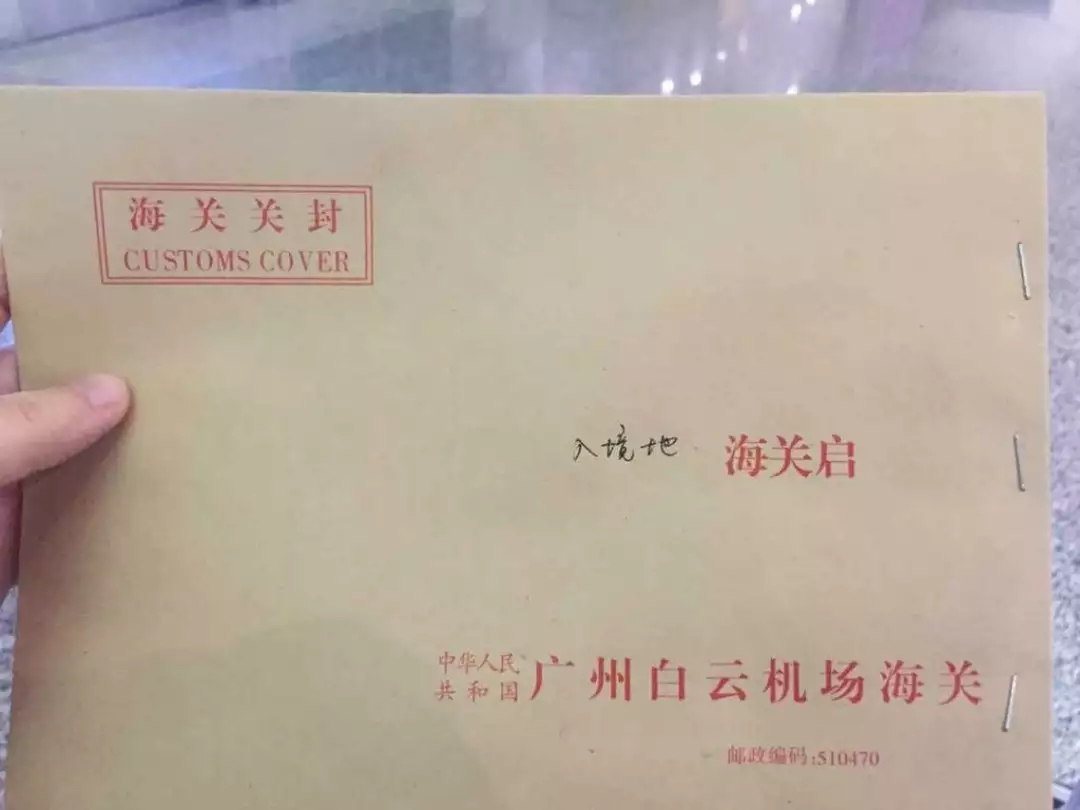 海关关封
CUSTOMS COVER
入境地 海关启
中华人民
共和国
广州白云机场海关
邮政编码:510470